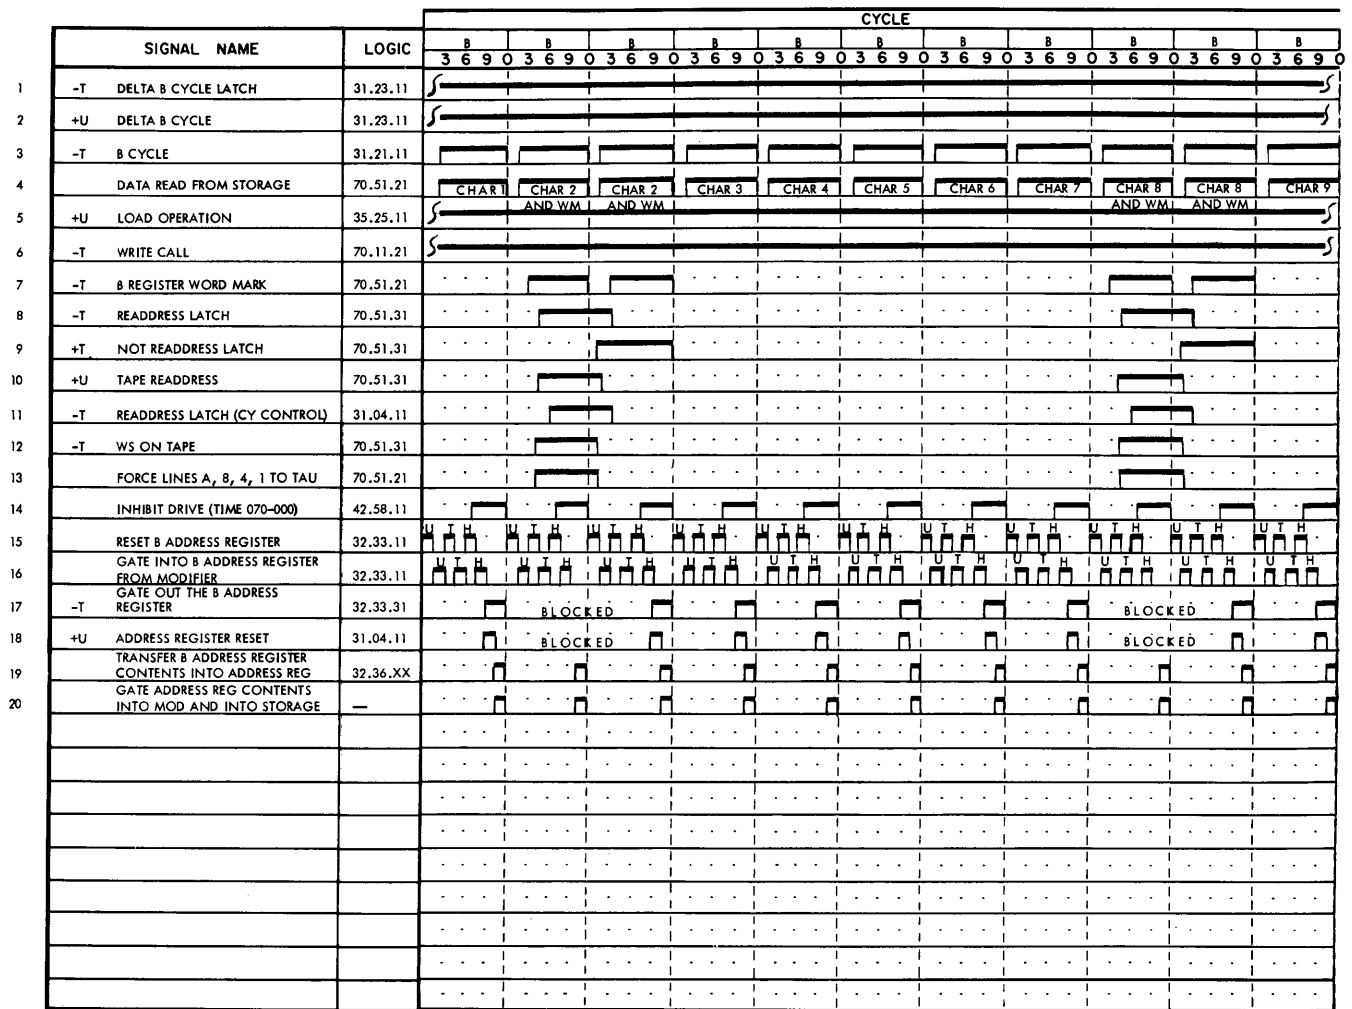 CYCLE
SIGNAL NAME LOGIC B B B B B B B B B B B
3 6 9 0 3 6 9 0 3 6 9 0 3 6 9 0 3 6 9 0 3 6 9 0 3 6 9 0 3 6 9 0 3 6 9 0 3 6 9 0 3 6 9 0
1 -T DELTA B CYCLE LATCH 31.23.11
2 +U DELTA B CYCLE 31.23.11
3 -T B CYCLE 31.21.11
4 DATA READ FROM STORAGE 70.51.21 CHAR 1 CHAR 2 CHAR 2 CHAR 3 CHAR 4 CHAR 5 CHAR 6 CHAR 7 CHAR 8 CHAR 8 CHAR 9
AND WM AND WM AND WM AND WM
5 +U LOAD OPERATION 35.25.11
6 -T WRITE CALL 70.11.21
7 -T B REGISTER WORD MARK 70.51.21
8 -T READDRESS LATCH 70.51.31
9 +T NOT READDRESS LATCH 70.51.31
10 +U TAPE READDRESS 70.51.31
11 -T READDRESS LATCH (CY CONTROL) 31.04.11
12 -T WS ON TAPE 70.51.31
13 FORCE LINES A, 8, 4, 1 TO TAU 70.51.21
14 INHIBIT DRIVE (TIME 070-000) 42.58.11
U T H U T H U T H U T H U T H U T H U T H U T H U T H U T H U T H
15 RESET B ADDRESS REGISTER 32.33.11
GATE INTO B ADDRESS REGISTER U T H U T H U T H U T H U T H U T H U T H U T H U T H U T H U T H
16 FROM MODIFIER 32.33.11
GATE OUT THE B ADDRESS
17 -T REGISTER 32.33.31 BLOCKED BLOCKED
18 +U ADDRESS REGISTER RESET 31.04.11 BLOCKED BLOCKED
TRANSFER B ADDRESS REGISTER
19 CONTENTS INTO ADDRESS REG 32.36.XX
GATE ADDRESS REG CONTENTS
20 INTO MOD AND INTO STORAGE —